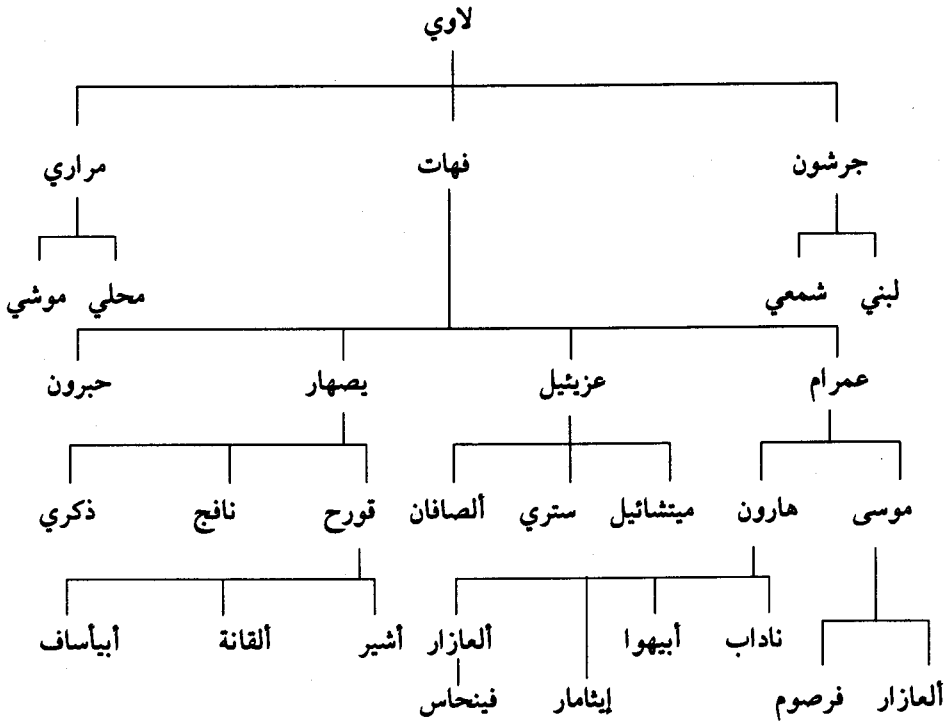 لاوي
جرشون فهات مراري
لبني شمعي محلي موشي
عمرام عزيئيل يصهار حبرون
موسى هارون ميتشائيل ستري ألصافان قورح نافج ذكري
ناداب أبيهوا ألعازار أشير ألقانة أبيأساف
ألعازار فرصوم إيثامار فينحاس